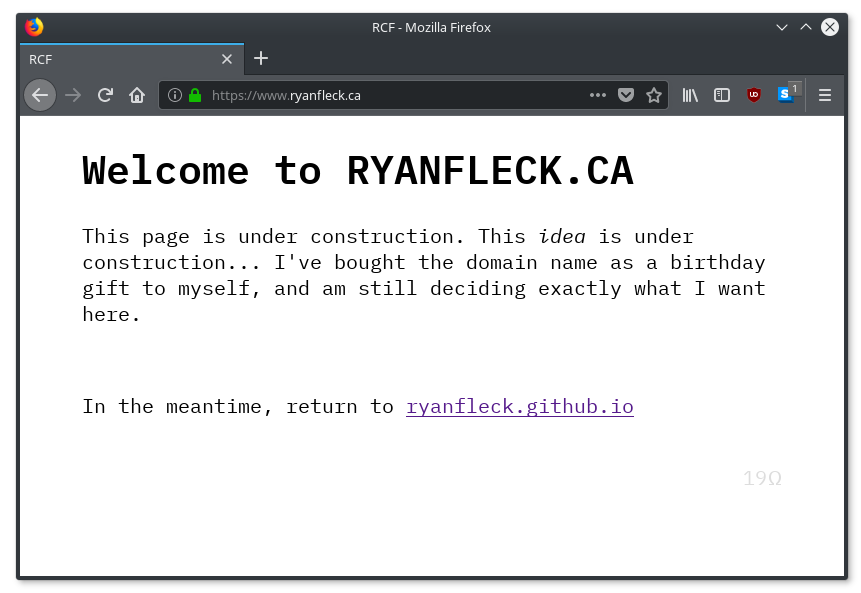 RCF - Mozilla Firefox
RCF
https://www.ryanfleck.ca
UD
S 1
Welcome to RYANFLECK.CA
This page is under construction. This idea is under
construction... I've bought the domain name as a birthday
gift to myself, and am still deciding exactly what I want
here.
In the meantime, return to ryanfleck.github.io
19Ω